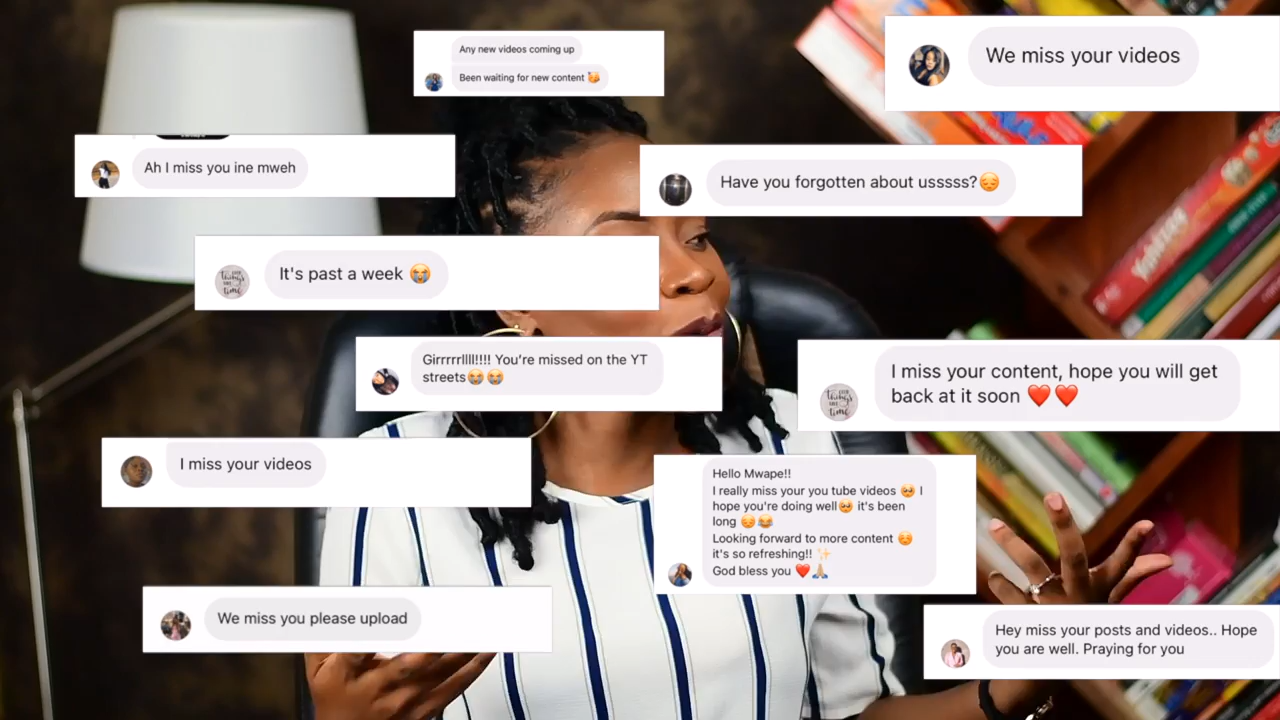 Any new videos coming up
Been waiting for new content 🥳
We miss your videos
Ah I miss you ine mweh
Have you forgotten about usssss?😔
It's past a week 😭
Girrrrrllll!!!! You're missed on the YT
streets😭😭
I miss your content, hope you will get
back at it soon ❤️❤️
I miss your videos
Hello Mwape!!
I really miss your you tube videos 🥺 I
hope you're doing well🥺 it's been
long ☺️😂
Looking forward to more content ☺️
it's so refreshing!! ✨
God bless you ❤️🙏🏽
We miss you please upload
Hey miss your posts and videos.. Hope
you are well. Praying for you